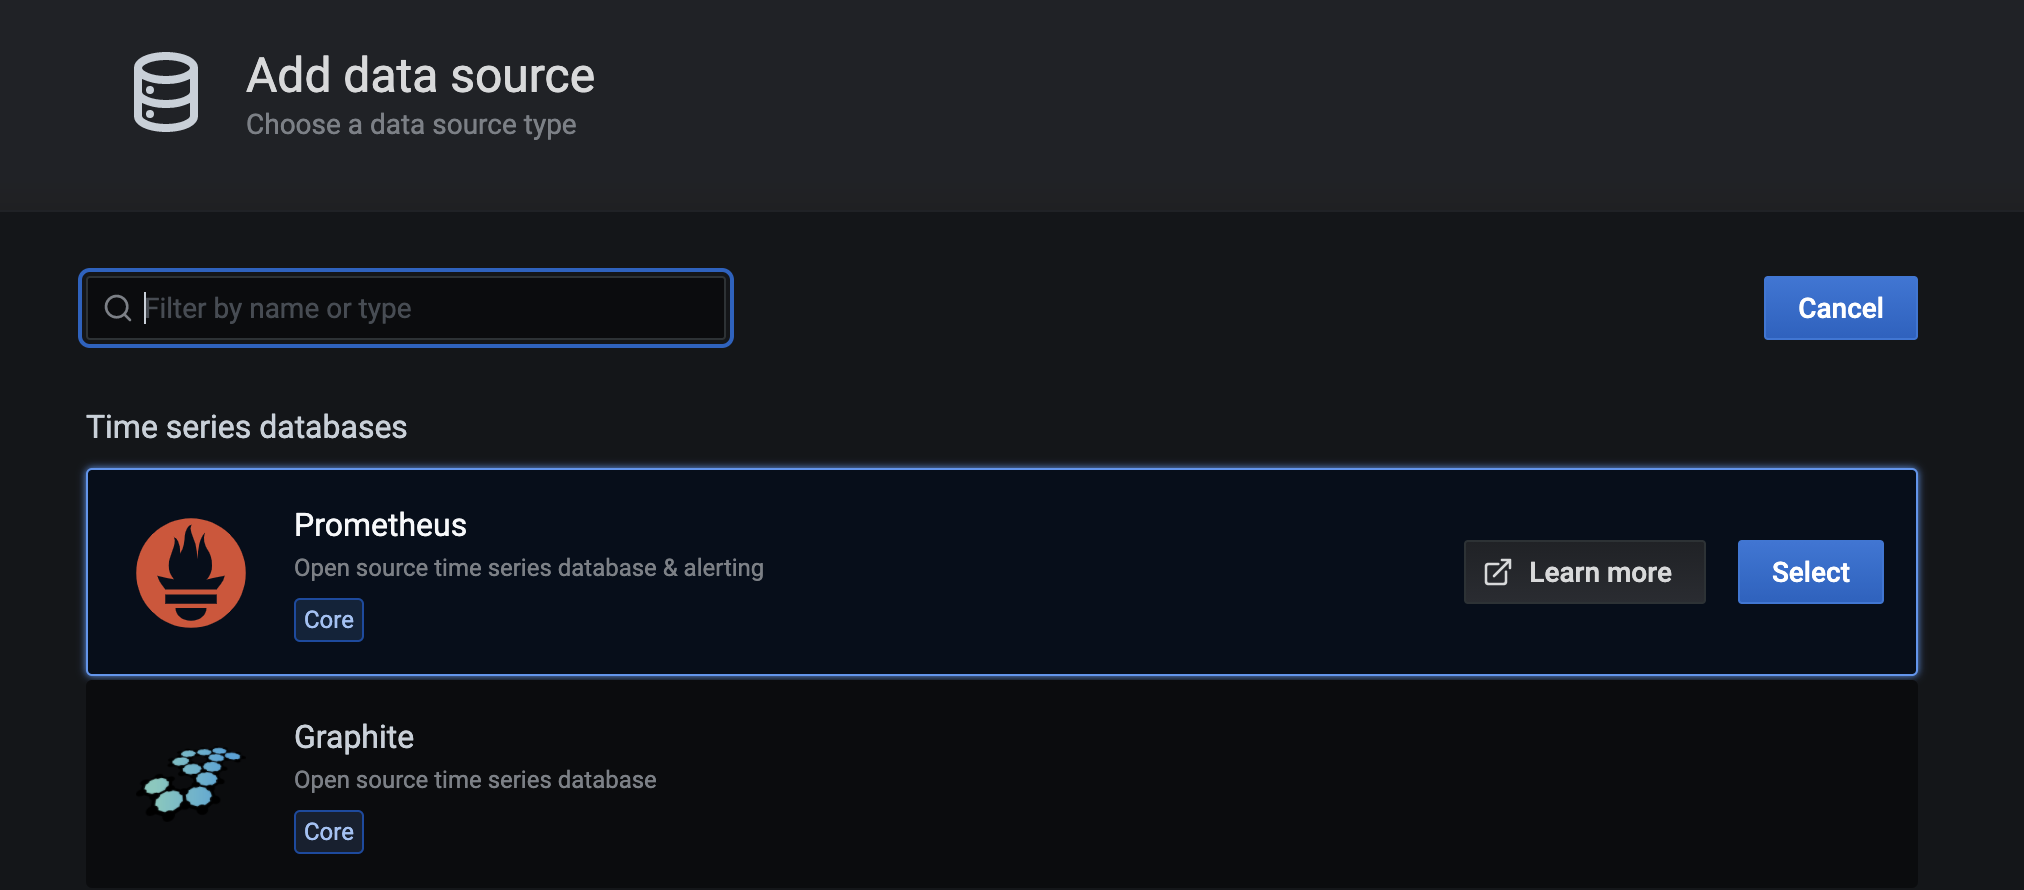 Add data source
Choose a data source type
Filter by name or type
Cancel
Time series databases
Prometheus
Open source time series database & alerting
Core
Learn more
Select
Graphite
Open source time series database
Core